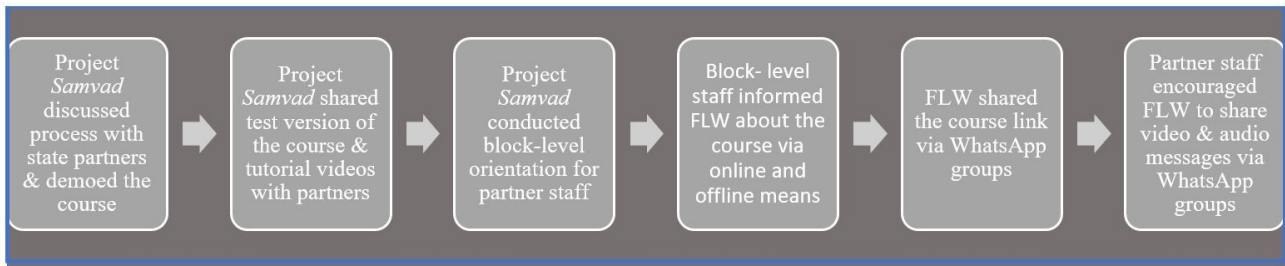 Project
Samvad
discussed
process with
state partners
& demoed the
course
Project
Samvad shared
test version of
the course &
tutorial videos
with partners
Project
Samvad
conducted
block-level
orientation for
partner staff
Block- level
staff informed
FLW about the
course via
online and
offline means
FLW shared
the course link
via WhatsApp
groups
Partner staff
encouraged
FLW to share
video & audio
messages via
WhatsApp
groups